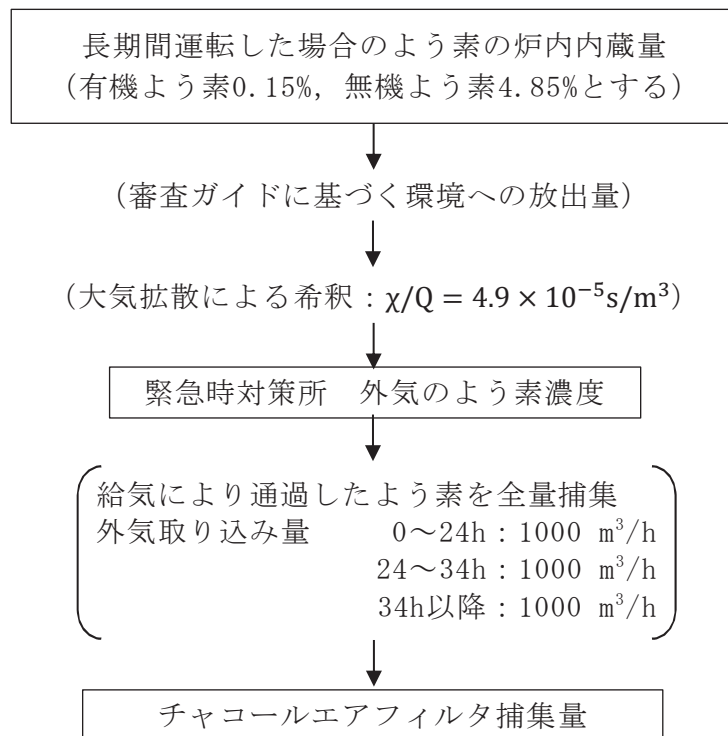 長期間運転した場合のよう素の炉内内蔵量
(有機よう素0.15%, 無機よう素4.85%とする)
(審査ガイドに基づく環境への放出量)
(大気拡散による希釈：χ/Q = 4.9 × 10⁻⁵s/m³)
緊急時対策所　外気のよう素濃度
給気により通過したよう素を全量捕集
外気取り込み量　0～24h：1000 m³/h
24～34h：1000 m³/h
34h以降：1000 m³/h
チャコールエアフィルタ捕集量